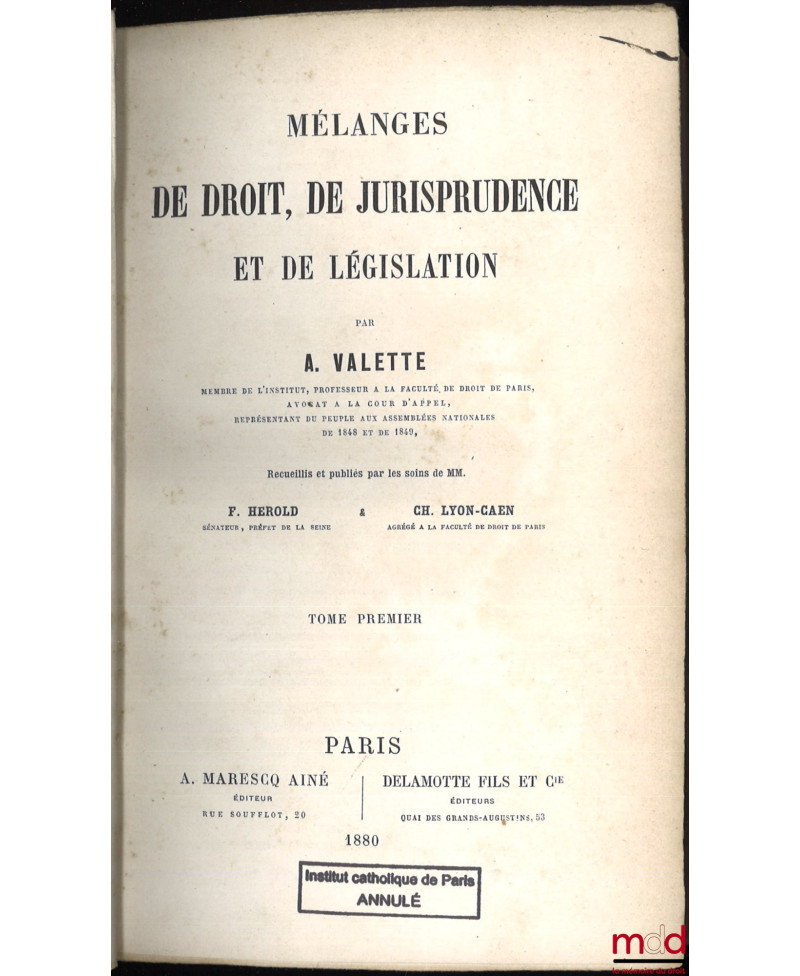 MÉLANGES
DE DROIT, DE JURISPRUDENCE
ET DE LÉGISLATION
PAR
A. VALETTE
MEMBRE DE L'INSTITUT, PROFESSEUR A LA FACULTÉ DE DROIT DE PARIS,
AVOCAT A LA COUR D'APPEL,
REPRÉSENTANT DU PEUPLE AUX ASSEMBLÉES NATIONALES
DE 1848 ET DE 1849,
Recueillis et publiés par les soins de MM.
F. HEROLD & CH. LYON-CAEN
SÉNATEUR, PRÉFET DE LA SEINE AGRÉGÉ A LA FACULTÉ DE DROIT DE PARIS
TOME PREMIER
PARIS
A. MARESCQ AINÉ
ÉDITEUR
RUE SOUFFLOT, 20
DELAMOTTE FILS ET CIE
ÉDITEURS
QUAI DES GRANDS-AUGUSTINS, 53
1880
Institut catholique de Paris
ANNULÉ
mdd
la mémoire du droit